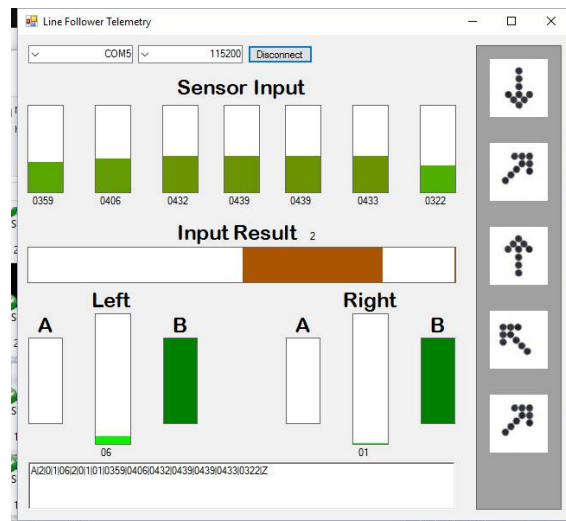 Line Follower Telemetry
COM5 115200 Disconnect
Sensor Input
0359 0406 0432 0439 0439 0433 0322
Input Result 2
Left Right
A B A B
06 01
A|2|0|1|06|2|0|1|01|0359|0406|0432|0439|0439|0433|0322|Z